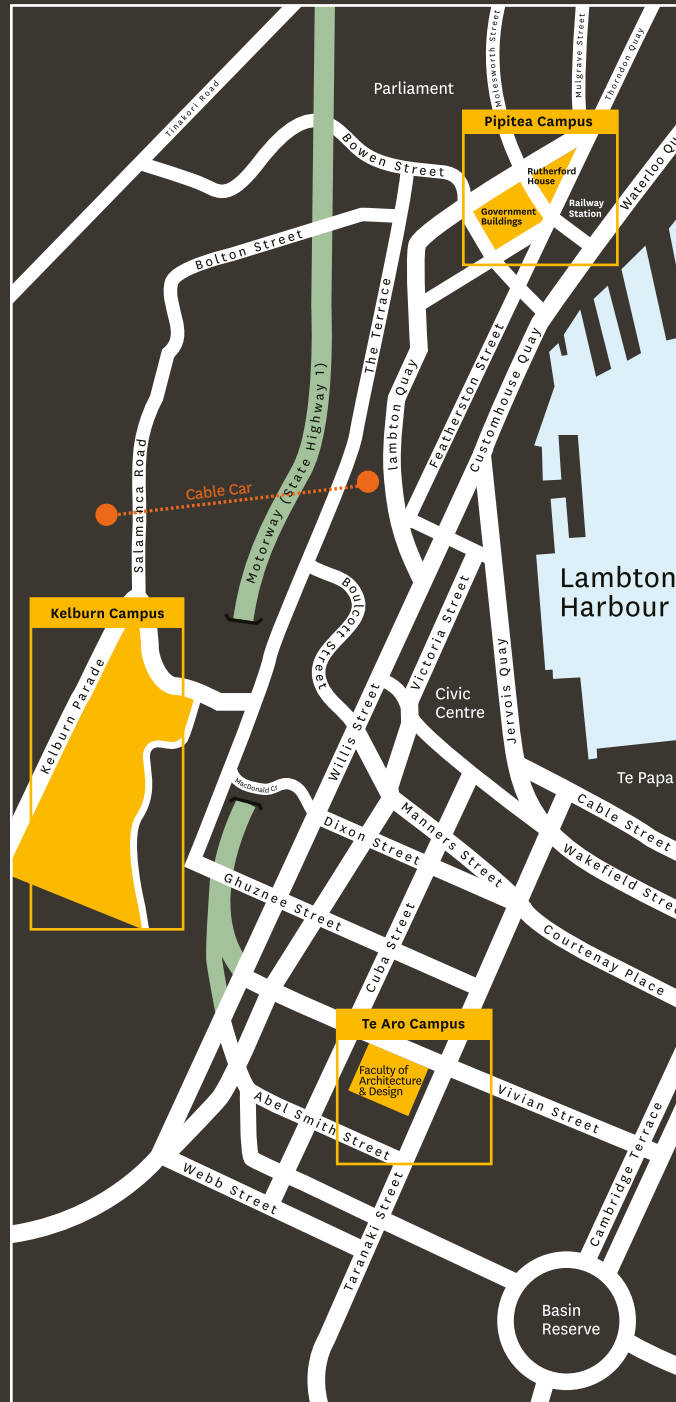 Molesworth Street
Mulgrave Street
Thorndon Quay
Tinakori Road
Parliament
Pipitea Campus
Bowen Street
Rutherford
House
Waterloo Qu
Government
Buildings
Railway
Station
Bolton Street
The Terrace
Lambton Quay
Featherston Street
Customhouse Quay
Salamanca Road
Cable Car
Motorway (State Highway 1)
Lambton
Harbour
Kelburn Campus
Boulcott Street
Victoria Street
Jervois Quay
Civic
Centre
Kelburn Parade
Willis Street
Te Papa
MacDonald Cr
Cable Street
Dixon Street
Manners Street
Wakefield Stree
Ghuznee Street
Cuba Street
Courtenay Place
Te Aro Campus
Faculty of
Architecture
& Design
Vivian Street
Abel Smith Street
Cambridge Terrace
Webb Street
Taranaki Street
Basin
Reserve